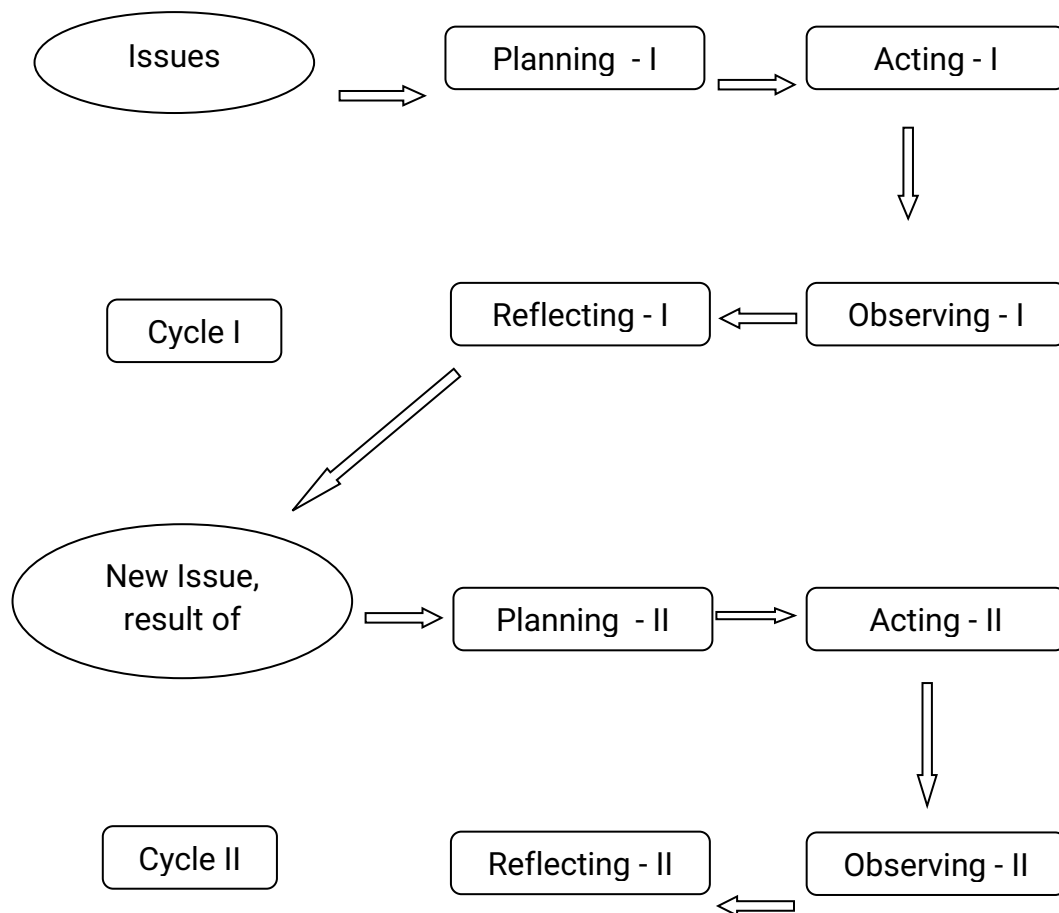 Issues
Planning - I
Acting - I
Cycle I
Reflecting - I
Observing - I
New Issue,
result of
Planning - II
Acting - II
Cycle II
Reflecting - II
Observing - II